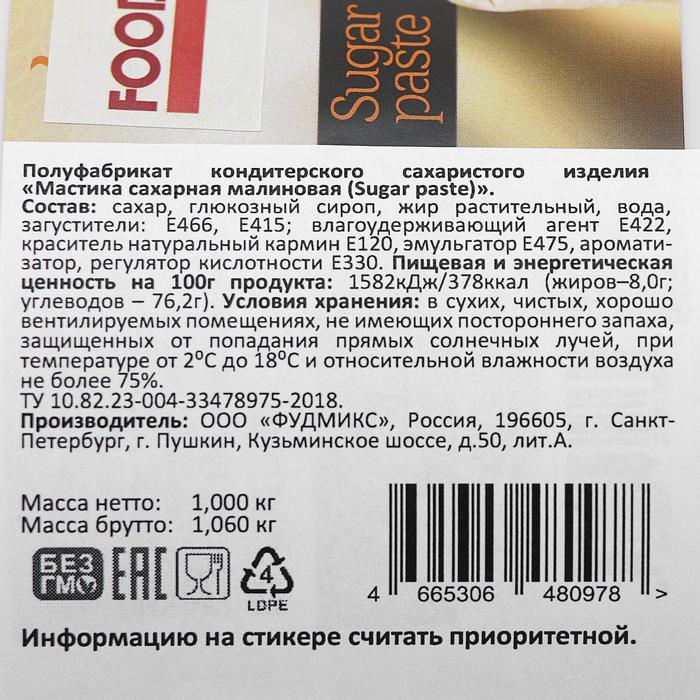 FOOD
Sugar
paste
Полуфабрикат кондитерского сахаристого изделия
«Мастика сахарная малиновая (Sugar paste)».
Состав: сахар, глюкозный сироп, жир растительный, вода,
загустители: Е466, Е415; влагоудерживающий агент Е422,
краситель натуральный кармин Е120, эмульгатор Е475, аромати-
затор, регулятор кислотности Е330. Пищевая и энергетическая
ценность на 100г продукта: 1582кДж/378ккал (жиров–8,0г;
углеводов – 76,2г). Условия хранения: в сухих, чистых, хорошо
вентилируемых помещениях, не имеющих постороннего запаха,
защищенных от попадания прямых солнечных лучей, при
температуре от 2⁰С до 18⁰С и относительной влажности воздуха
не более 75%.
ТУ 10.82.23-004-33478975-2018.
Производитель: ООО «ФУДМИКС», Россия, 196605, г. Санкт-
Петербург, г. Пушкин, Кузьминское шоссе, д.50, лит.А.
Масса нетто: 1,000 кг
Масса брутто: 1,060 кг
БЕЗ
ГМО
ЕАС
4
LDPE
4 665306 480978 >
Информацию на стикере считать приоритетной.